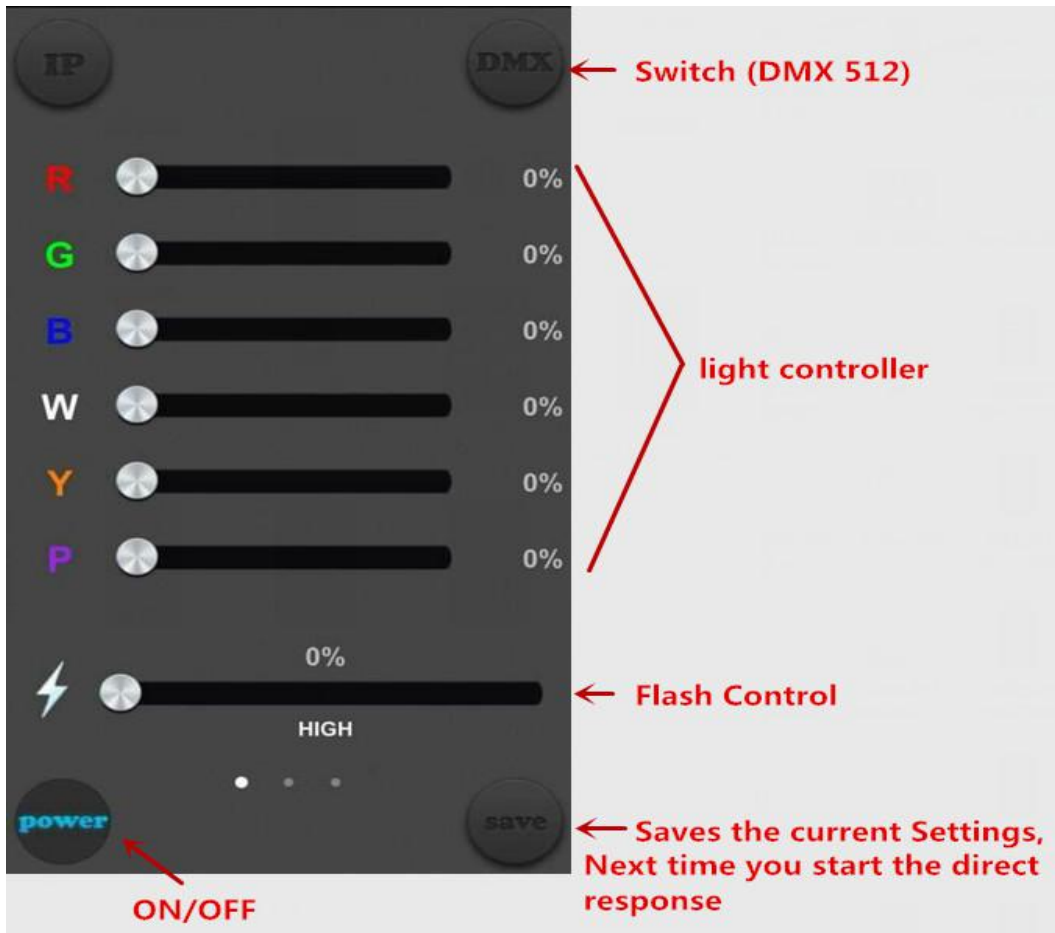 IP
DMX
Switch (DMX 512)
R 0%
G 0%
B 0%
light controller
W 0%
Y 0%
P 0%
0%
Flash Control
HIGH
power
save
Saves the current Settings,
Next time you start the direct
response
ON/OFF